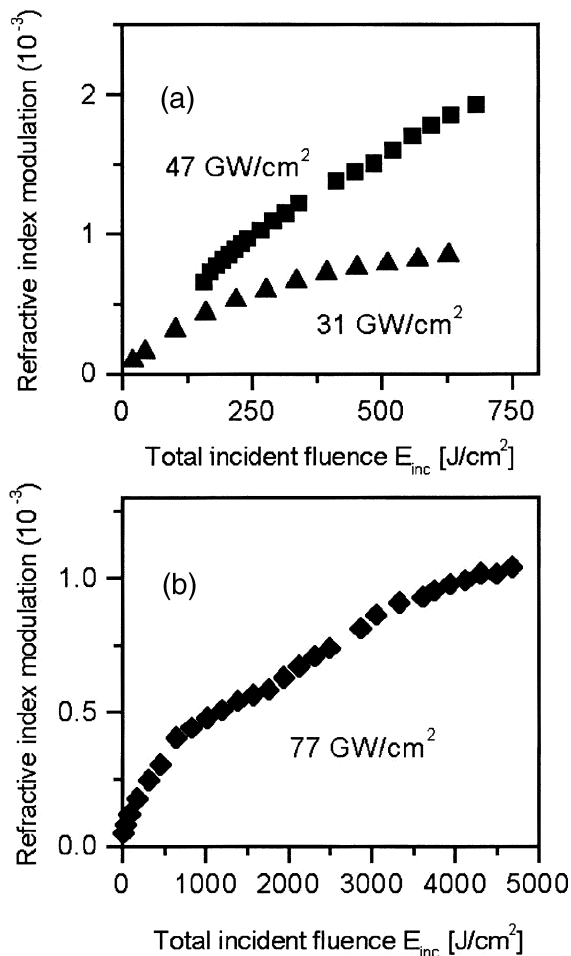 Refractive index modulation (10⁻³)
(a)
2
1
0
47 GW/cm²
31 GW/cm²
0
250
500
750
Total incident fluence E_inc [J/cm²]
Refractive index modulation (10⁻³)
(b)
1.0
0.5
0.0
77 GW/cm²
0
1000
2000
3000
4000
5000
Total incident fluence E_inc [J/cm²]